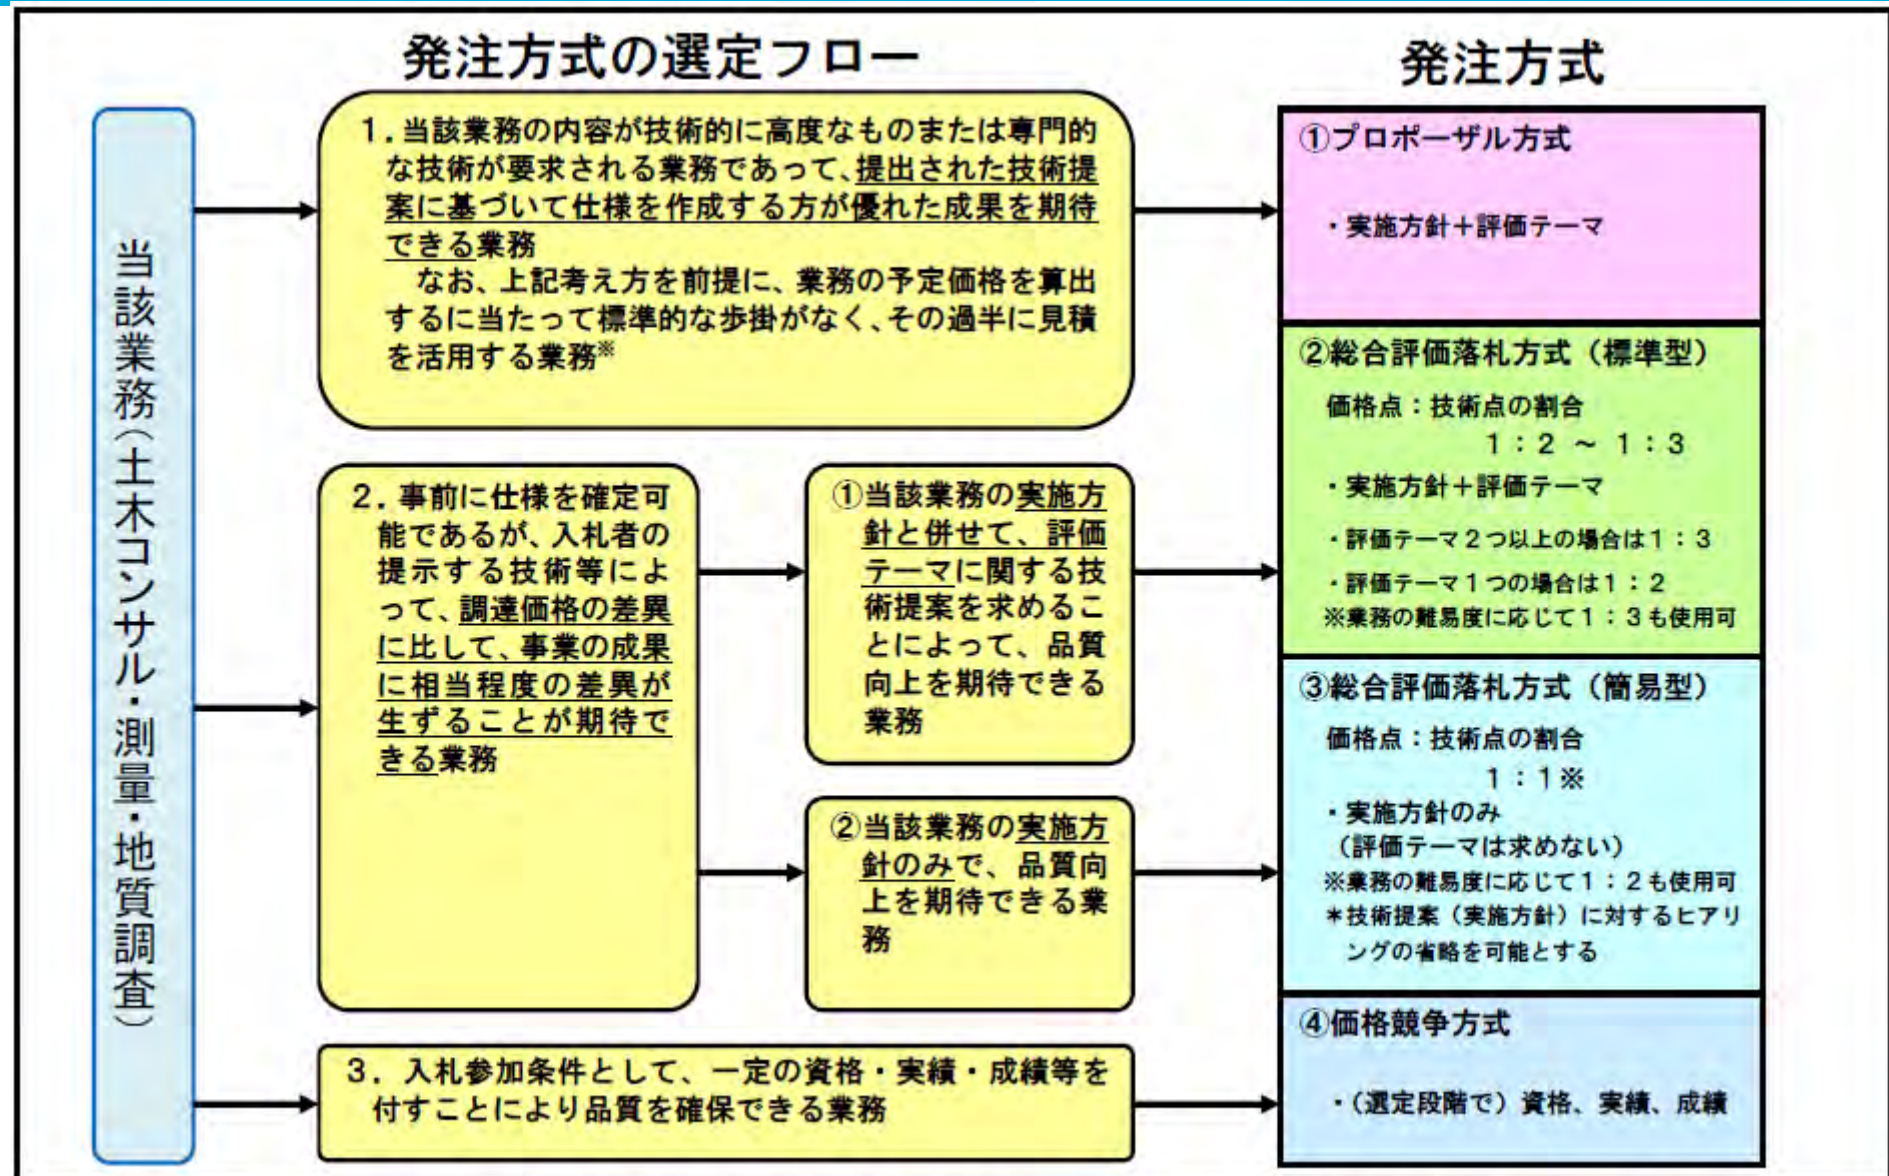 発注方式の選定フロー
発注方式
当該業務（土木コンサル・測量・地質調査）
１．当該業務の内容が技術的に高度なものまたは専門的
な技術が要求される業務であって、提出された技術提
案に基づいて仕様を作成する方が優れた成果を期待
できる業務
なお、上記考え方を前提に、業務の予定価格を算出
するに当たって標準的な歩掛がなく、その過半に見積
を活用する業務※
２．事前に仕様を確定可
能であるが、入札者の
提示する技術等によ
って、調達価格の差異
に比して、事業の成果
に相当程度の差異が
生ずることが期待で
きる業務
①当該業務の実施方
針と併せて、評価
テーマに関する技
術提案を求めるこ
とによって、品質
向上を期待できる
業務
②当該業務の実施方
針のみで、品質向
上を期待できる業
務
３．入札参加条件として、一定の資格・実績・成績等を
付すことにより品質を確保できる業務
①プロポーザル方式
・実施方針＋評価テーマ
②総合評価落札方式（標準型）
価格点：技術点の割合
１：２ ～ １：３
・実施方針＋評価テーマ
・評価テーマ２つ以上の場合は１：３
・評価テーマ１つの場合は１：２
※業務の難易度に応じて１：３も使用可
③総合評価落札方式（簡易型）
価格点：技術点の割合
１：１※
・実施方針のみ
（評価テーマは求めない）
※業務の難易度に応じて１：２も使用可
＊技術提案（実施方針）に対するヒアリ
ングの省略を可能とする
④価格競争方式
・（選定段階で）資格、実績、成績